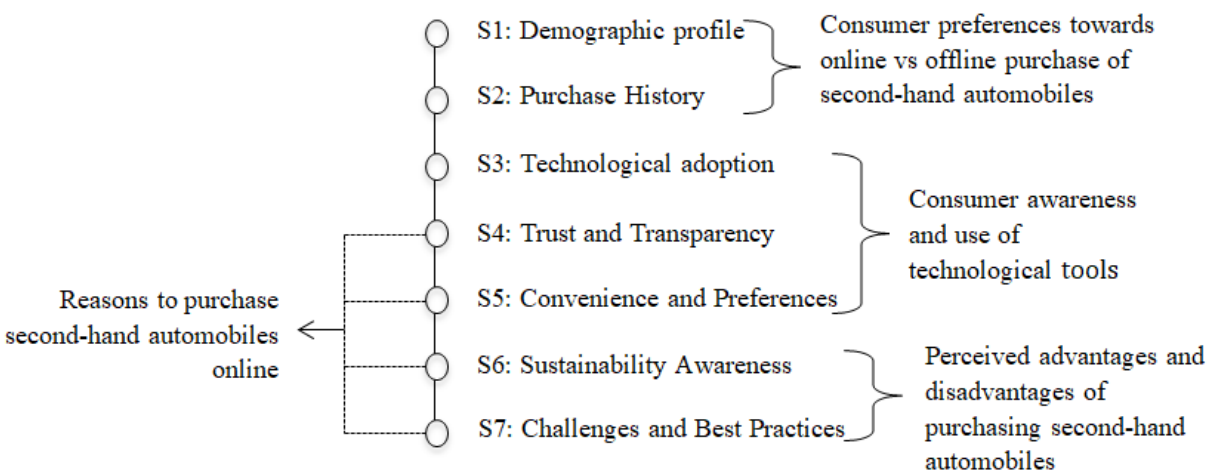 S1: Demographic profile
S2: Purchase History
Consumer preferences towards
online vs offline purchase of
second-hand automobiles
S3: Technological adoption
S4: Trust and Transparency
S5: Convenience and Preferences
Consumer awareness
and use of
technological tools
Reasons to purchase
second-hand automobiles
online
S6: Sustainability Awareness
S7: Challenges and Best Practices
Perceived advantages and
disadvantages of
purchasing second-hand
automobiles